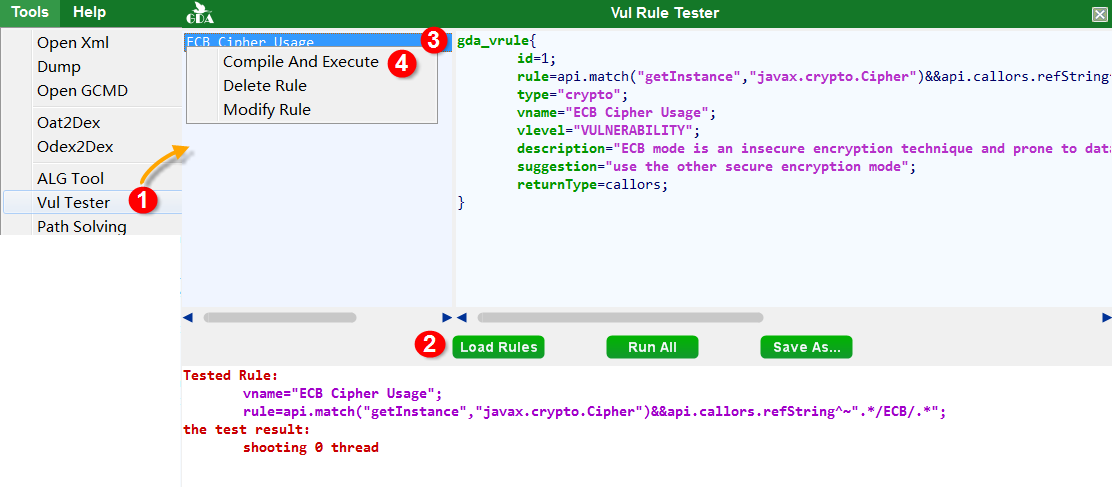 Tools Help
GDA
Vul Rule Tester
Open Xml
Dump
Open GCMD
Oat2Dex
Odex2Dex
ALG Tool
Vul Tester
Path Solving
1
ECB Cipher Usage
3
Compile And Execute
4
Delete Rule
Modify Rule
gda_vrule{
id=1;
rule=api.match("getInstance","javax.crypto.Cipher")&&api.callors.refString^
type="crypto";
vname="ECB Cipher Usage";
vlevel="VULNERABILITY";
description="ECB mode is an insecure encryption technique and prone to data
suggestion="use the other secure encryption mode";
returnType=callors;
}
2
Load Rules Run All Save As...
Tested Rule:
vname="ECB Cipher Usage";
rule=api.match("getInstance","javax.crypto.Cipher")&&api.callors.refString^~".*/ECB/.*";
the test result:
shooting 0 thread